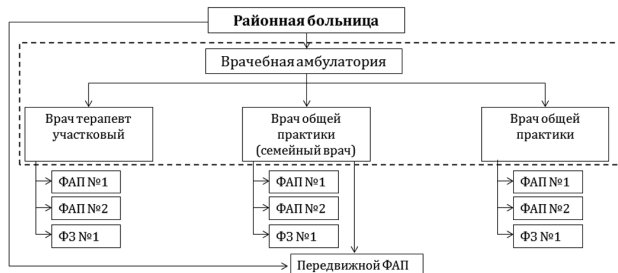 Районная больница
Врачебная амбулатория
Врач терапевт
участковый
Врач общей
практики
(семейный врач)
Врач общей
практики
ФАП №1
ФАП №2
ФЗ №1
ФАП №1
ФАП №2
ФЗ №1
ФАП №1
ФАП №2
ФЗ №1
Передвижной ФАП